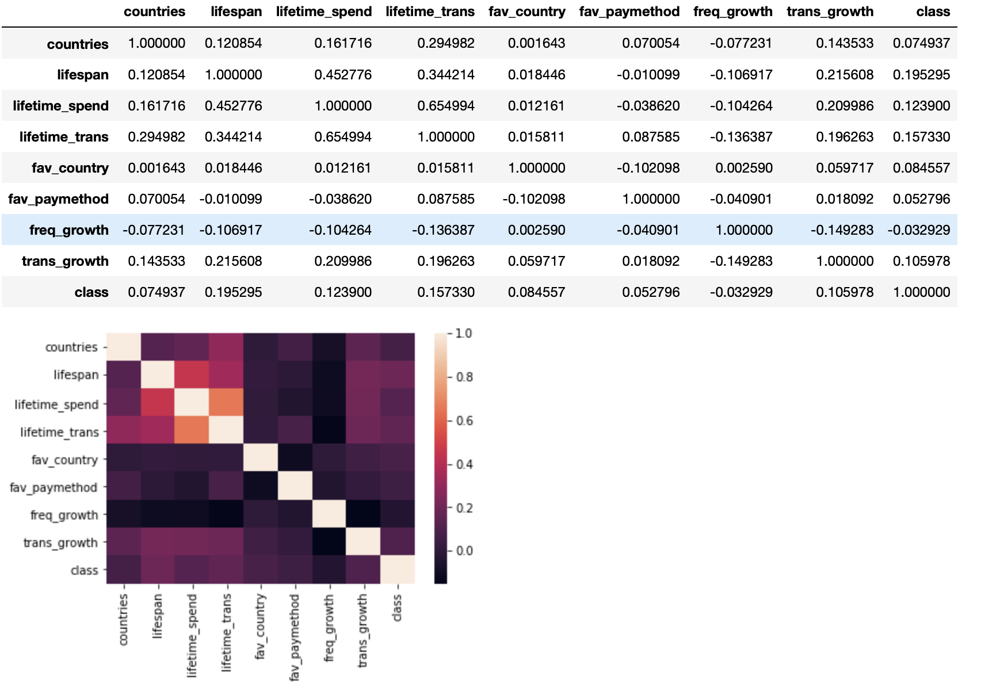 countries lifespan lifetime_spend lifetime_trans fav_country fav_paymethod freq_growth trans_growth class
countries 1.000000 0.120854 0.161716 0.294982 0.001643 0.070054 -0.077231 0.143533 0.074937
lifespan 0.120854 1.000000 0.452776 0.344214 0.018446 -0.010099 -0.106917 0.215608 0.195295
lifetime_spend 0.161716 0.452776 1.000000 0.654994 0.012161 -0.038620 -0.104264 0.209986 0.123900
lifetime_trans 0.294982 0.344214 0.654994 1.000000 0.015811 0.087585 -0.136387 0.196263 0.157330
fav_country 0.001643 0.018446 0.012161 0.015811 1.000000 -0.102098 0.002590 0.059717 0.084557
fav_paymethod 0.070054 -0.010099 -0.038620 0.087585 -0.102098 1.000000 -0.040901 0.018092 0.052796
freq_growth -0.077231 -0.106917 -0.104264 -0.136387 0.002590 -0.040901 1.000000 -0.149283 -0.032929
trans_growth 0.143533 0.215608 0.209986 0.196263 0.059717 0.018092 -0.149283 1.000000 0.105978
class 0.074937 0.195295 0.123900 0.157330 0.084557 0.052796 -0.032929 0.105978 1.000000
countries
lifespan
lifetime_spend
lifetime_trans
fav_country
fav_paymethod
freq_growth
trans_growth
class
countries
lifespan
lifetime_spend
lifetime_trans
fav_country
fav_paymethod
freq_growth
trans_growth
class
1.0
0.8
0.6
0.4
0.2
0.0